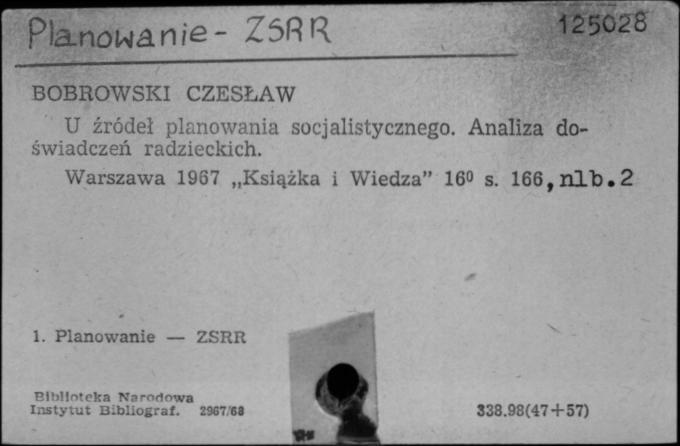 Planowanie - ZSRR
125028
BOBROWSKI CZESŁAW
U źródeł planowania socjalistycznego. Analiza do-
świadczeń radzieckich.
Warszawa 1967 „Książka i Wiedza” 16⁰ s. 166, nlb. 2
1. Planowanie — ZSRR
Biblioteka Narodowa
Instytut Bibliograf. 2967/68
338.98(47+57)